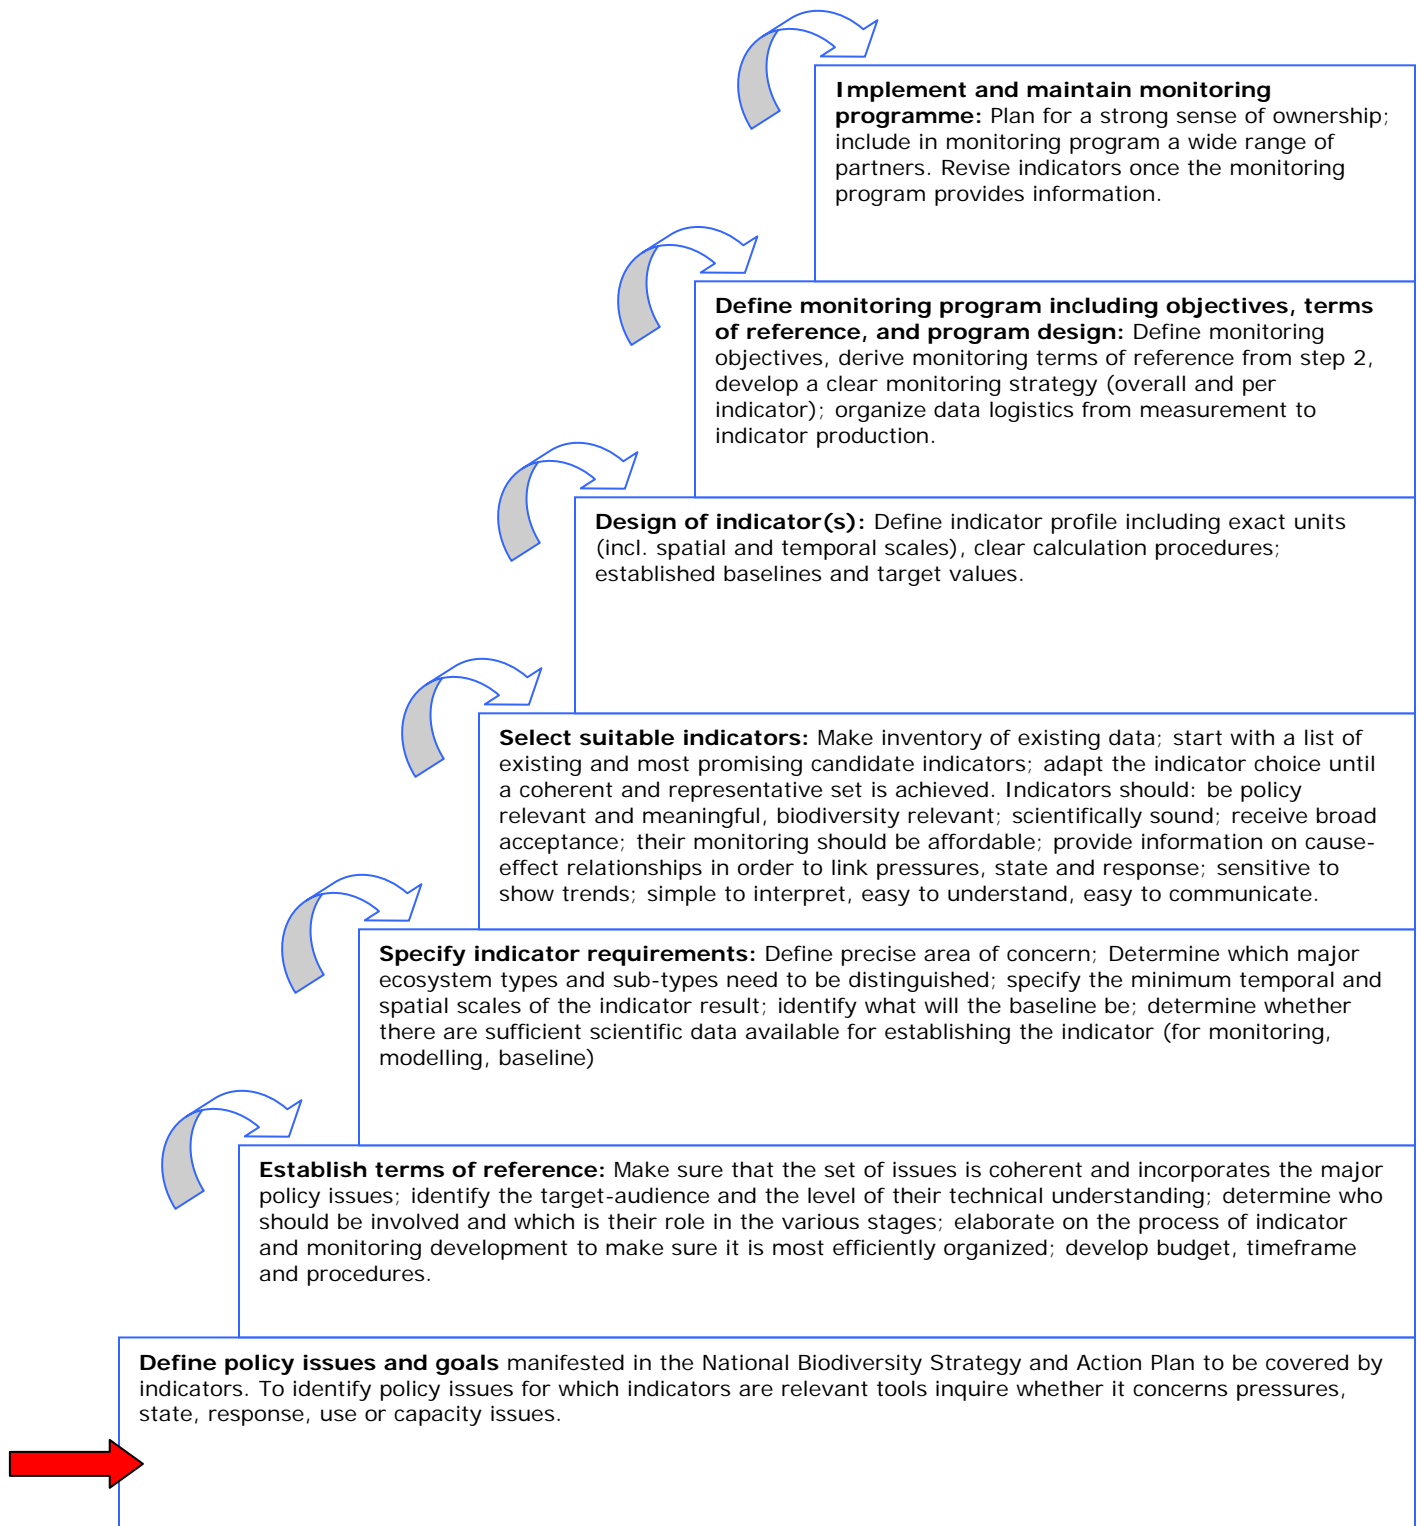 Implement and maintain monitoring
programme: Plan for a strong sense of ownership;
include in monitoring program a wide range of
partners. Revise indicators once the monitoring
program provides information.
Define monitoring program including objectives, terms
of reference, and program design: Define monitoring
objectives, derive monitoring terms of reference from step 2,
develop a clear monitoring strategy (overall and per
indicator); organize data logistics from measurement to
indicator production.
Design of indicator(s): Define indicator profile including exact units
(incl. spatial and temporal scales), clear calculation procedures;
established baselines and target values.
Select suitable indicators: Make inventory of existing data; start with a list of
existing and most promising candidate indicators; adapt the indicator choice until
a coherent and representative set is achieved. Indicators should: be policy
relevant and meaningful, biodiversity relevant; scientifically sound; receive broad
acceptance; their monitoring should be affordable; provide information on cause-
effect relationships in order to link pressures, state and response; sensitive to
show trends; simple to interpret, easy to understand, easy to communicate.
Specify indicator requirements: Define precise area of concern; Determine which major
ecosystem types and sub-types need to be distinguished; specify the minimum temporal and
spatial scales of the indicator result; identify what will the baseline be; determine whether
there are sufficient scientific data available for establishing the indicator (for monitoring,
modelling, baseline)
Establish terms of reference: Make sure that the set of issues is coherent and incorporates the major
policy issues; identify the target-audience and the level of their technical understanding; determine who
should be involved and which is their role in the various stages; elaborate on the process of indicator
and monitoring development to make sure it is most efficiently organized; develop budget, timeframe
and procedures.
Define policy issues and goals manifested in the National Biodiversity Strategy and Action Plan to be covered by
indicators. To identify policy issues for which indicators are relevant tools inquire whether it concerns pressures,
state, response, use or capacity issues.